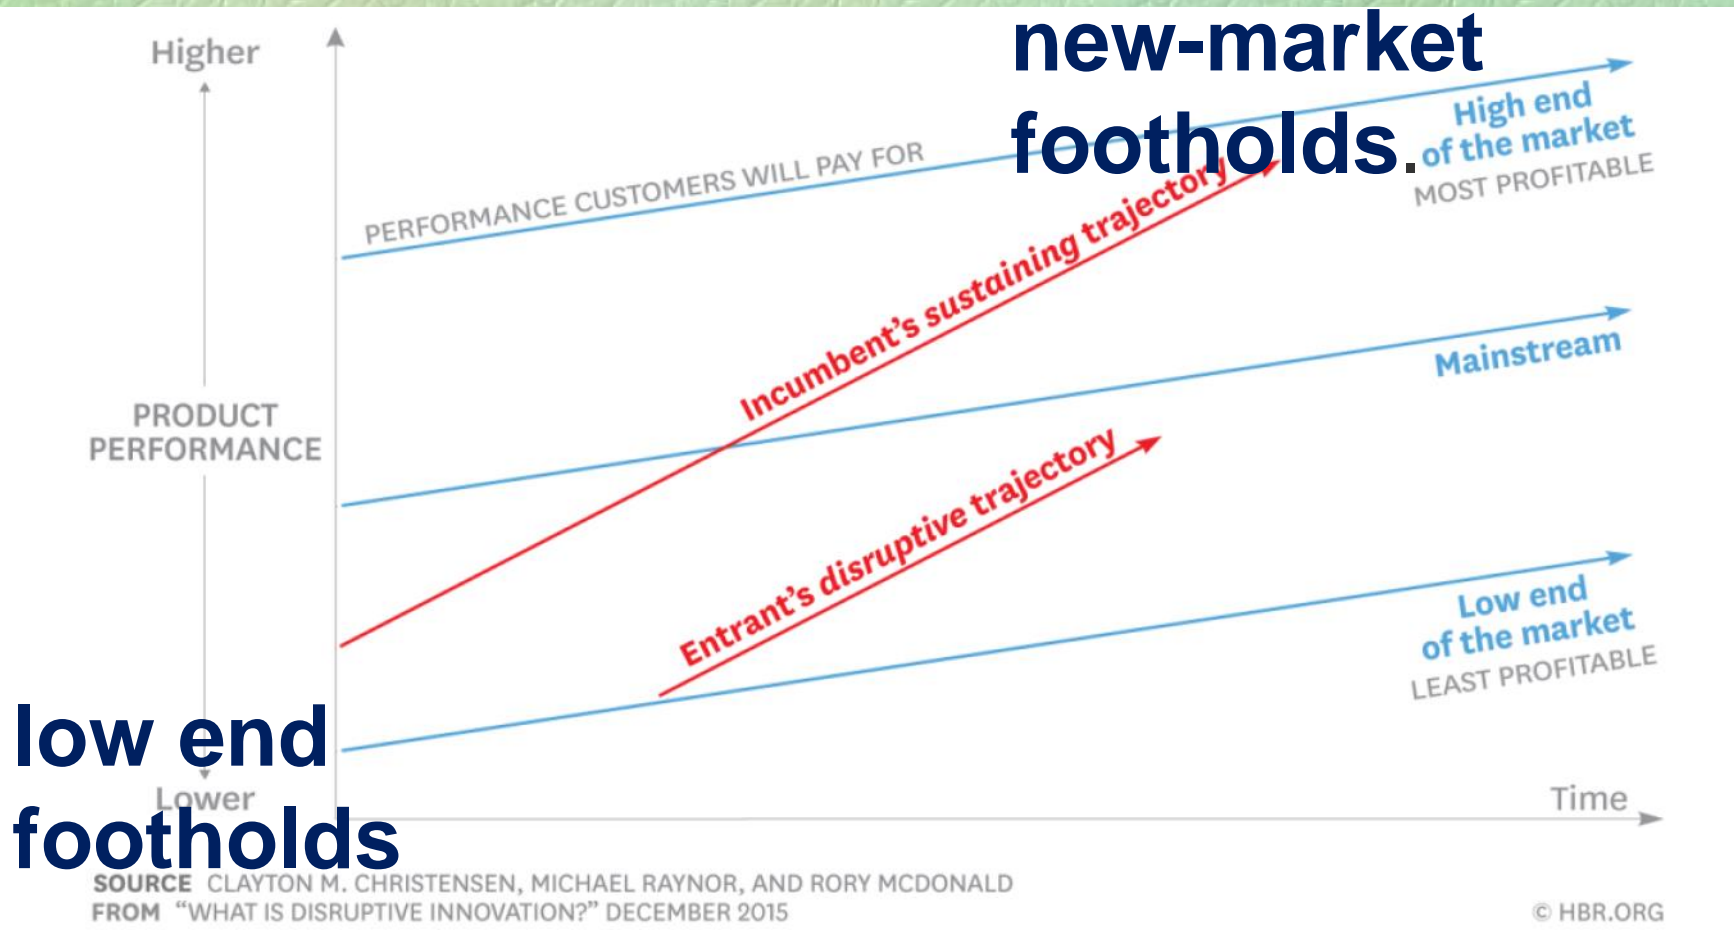 new-market
footholds.
Higher
High end
of the market
MOST PROFITABLE
PERFORMANCE CUSTOMERS WILL PAY FOR
Incumbent’s sustaining trajectory
Mainstream
PRODUCT
PERFORMANCE
Entrant’s disruptive trajectory
Low end
of the market
LEAST PROFITABLE
low end
footholds
Lower
Time
SOURCE CLAYTON M. CHRISTENSEN, MICHAEL RAYNOR, AND RORY MCDONALD
FROM “WHAT IS DISRUPTIVE INNOVATION?” DECEMBER 2015
© HBR.ORG